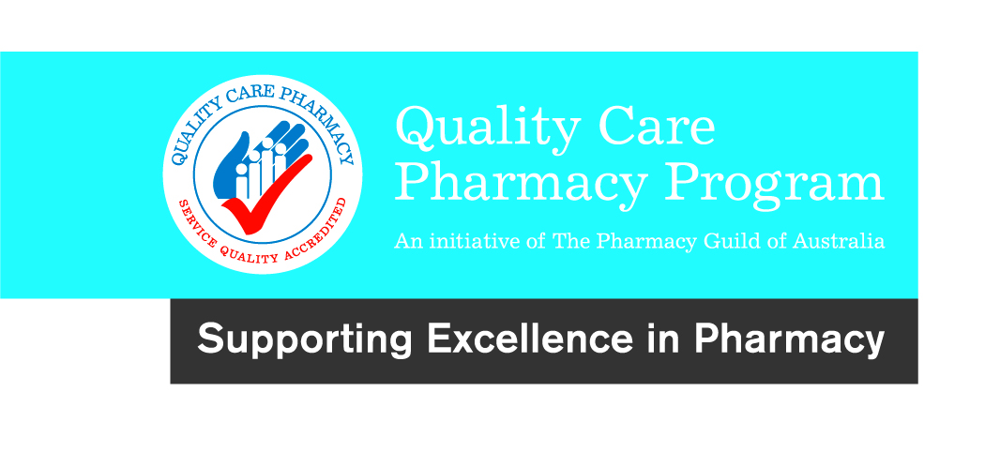 QUALITY CARE PHARMACY
SERVICE QUALITY ACCREDITED
Quality Care
Pharmacy Program
An initiative of The Pharmacy Guild of Australia
Supporting Excellence in Pharmacy